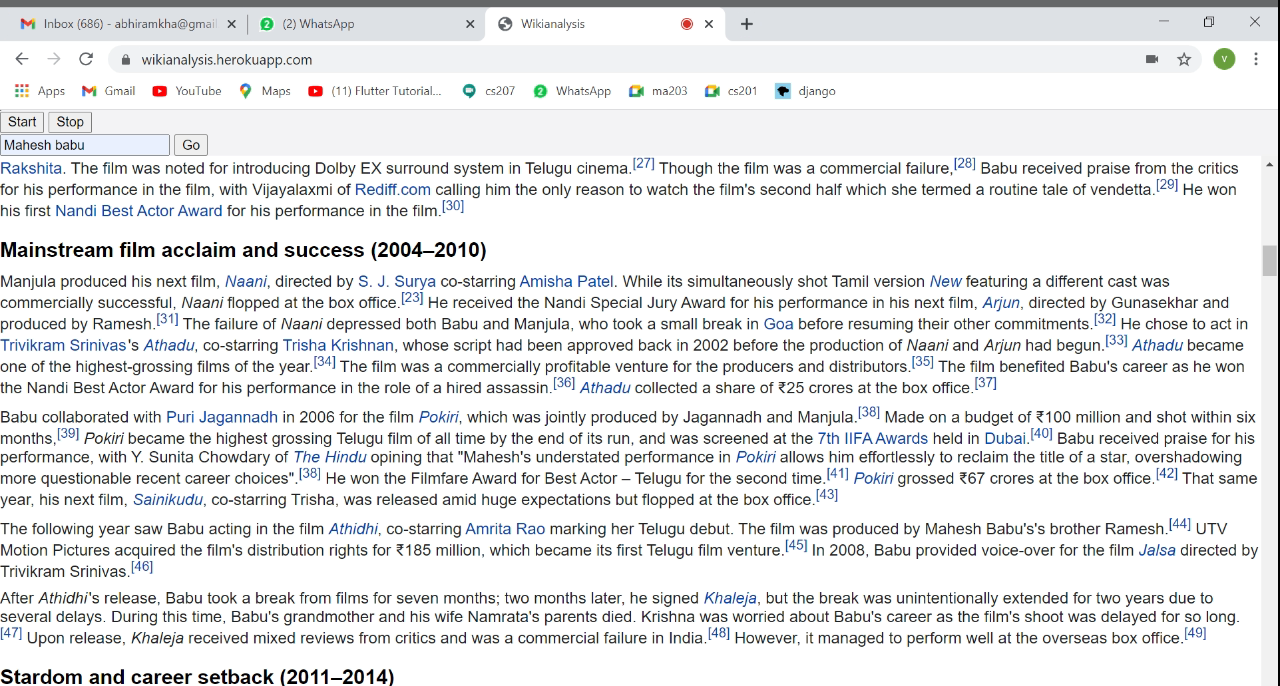 Inbox (686) - abhiramkha@gmai
(2) WhatsApp
Wikianalysis
wikianalysis.herokuapp.com
V
Apps
Gmail
YouTube
Maps
(11) Flutter Tutorial...
cs207
WhatsApp
ma203
cs201
django
Start
Stop
Mahesh babu
Go
Rakshita. The film was noted for introducing Dolby EX surround system in Telugu cinema.[27] Though the film was a commercial failure,[28] Babu received praise from the critics
for his performance in the film, with Vijayalaxmi of Rediff.com calling him the only reason to watch the film's second half which she termed a routine tale of vendetta.[29] He won
his first Nandi Best Actor Award for his performance in the film.[30]
Mainstream film acclaim and success (2004–2010)
Manjula produced his next film, Naani, directed by S. J. Surya co-starring Amisha Patel. While its simultaneously shot Tamil version New featuring a different cast was
commercially successful, Naani flopped at the box office.[23] He received the Nandi Special Jury Award for his performance in his next film, Arjun, directed by Gunasekhar and
produced by Ramesh.[31] The failure of Naani depressed both Babu and Manjula, who took a small break in Goa before resuming their other commitments.[32] He chose to act in
Trivikram Srinivas's Athadu, co-starring Trisha Krishnan, whose script had been approved back in 2002 before the production of Naani and Arjun had begun.[33] Athadu became
one of the highest-grossing films of the year.[34] The film was a commercially profitable venture for the producers and distributors.[35] The film benefited Babu's career as he won
the Nandi Best Actor Award for his performance in the role of a hired assassin.[36] Athadu collected a share of ₹25 crores at the box office.[37]
Babu collaborated with Puri Jagannadh in 2006 for the film Pokiri, which was jointly produced by Jagannadh and Manjula.[38] Made on a budget of ₹100 million and shot within six
months,[39] Pokiri became the highest grossing Telugu film of all time by the end of its run, and was screened at the 7th IIFA Awards held in Dubai.[40] Babu received praise for his
performance, with Y. Sunita Chowdary of The Hindu opining that "Mahesh's understated performance in Pokiri allows him effortlessly to reclaim the title of a star, overshadowing
more questionable recent career choices".[38] He won the Filmfare Award for Best Actor – Telugu for the second time.[41] Pokiri grossed ₹67 crores at the box office.[42] That same
year, his next film, Sainikudu, co-starring Trisha, was released amid huge expectations but flopped at the box office.[43]
The following year saw Babu acting in the film Athidhi, co-starring Amrita Rao marking her Telugu debut. The film was produced by Mahesh Babu's's brother Ramesh.[44] UTV
Motion Pictures acquired the film's distribution rights for ₹185 million, which became its first Telugu film venture.[45] In 2008, Babu provided voice-over for the film Jalsa directed by
Trivikram Srinivas.[46]
After Athidhi's release, Babu took a break from films for seven months; two months later, he signed Khaleja, but the break was unintentionally extended for two years due to
several delays. During this time, Babu's grandmother and his wife Namrata's parents died. Krishna was worried about Babu's career as the film's shoot was delayed for so long.
[47] Upon release, Khaleja received mixed reviews from critics and was a commercial failure in India.[48] However, it managed to perform well at the overseas box office.[49]
Stardom and career setback (2011–2014)